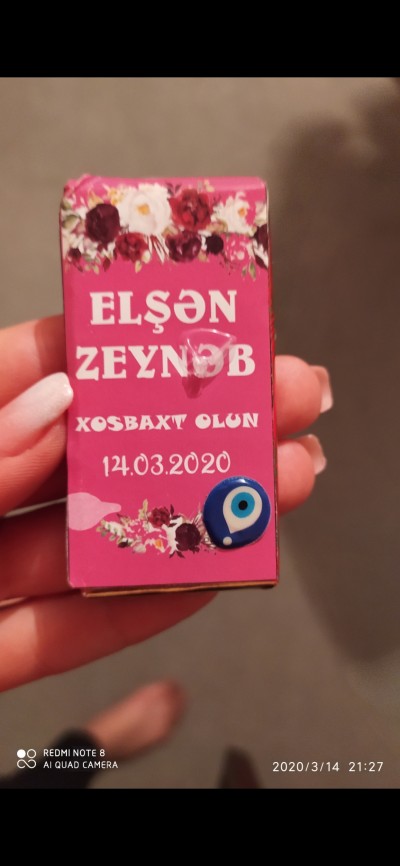 ELŞƏN
ZEYNƏB
XOSBAXT OLUN
14.03.2020
REDMI NOTE 8
AI QUAD CAMERA
2020/3/14 21:27